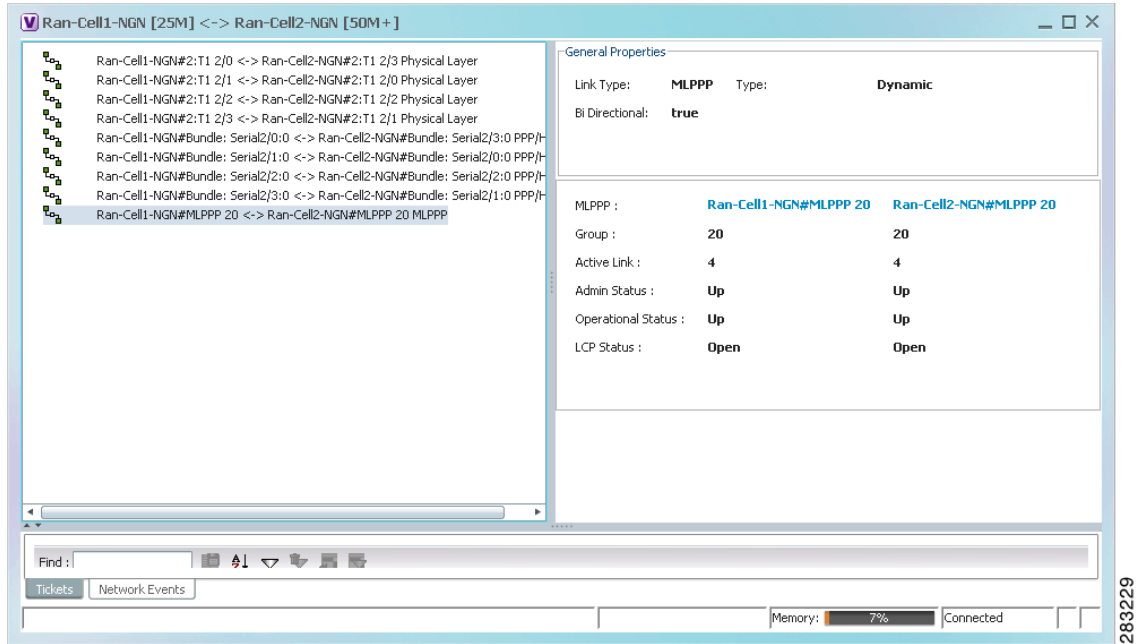 V Ran-Cell1-NGN [25M] <-> Ran-Cell2-NGN [50M+]
Ran-Cell1-NGN#2:T1 2/0 <-> Ran-Cell2-NGN#2:T1 2/3 Physical Layer
Ran-Cell1-NGN#2:T1 2/1 <-> Ran-Cell2-NGN#2:T1 2/0 Physical Layer
Ran-Cell1-NGN#2:T1 2/2 <-> Ran-Cell2-NGN#2:T1 2/2 Physical Layer
Ran-Cell1-NGN#2:T1 2/3 <-> Ran-Cell2-NGN#2:T1 2/1 Physical Layer
Ran-Cell1-NGN#Bundle: Serial2/0:0 <-> Ran-Cell2-NGN#Bundle: Serial2/3:0 PPP/H
Ran-Cell1-NGN#Bundle: Serial2/1:0 <-> Ran-Cell2-NGN#Bundle: Serial2/0:0 PPP/H
Ran-Cell1-NGN#Bundle: Serial2/2:0 <-> Ran-Cell2-NGN#Bundle: Serial2/2:0 PPP/H
Ran-Cell1-NGN#Bundle: Serial2/3:0 <-> Ran-Cell2-NGN#Bundle: Serial2/1:0 PPP/H
Ran-Cell1-NGN#MLPPP 20 <-> Ran-Cell2-NGN#MLPPP 20 MLPPP
General Properties
Link Type: MLPPP Type: Dynamic
Bi Directional: true
MLPPP : Ran-Cell1-NGN#MLPPP 20 Ran-Cell2-NGN#MLPPP 20
Group : 20 20
Active Link : 4 4
Admin Status : Up Up
Operational Status : Up Up
LCP Status : Open Open
Find :
Tickets Network Events
Memory: 7% Connected
183229